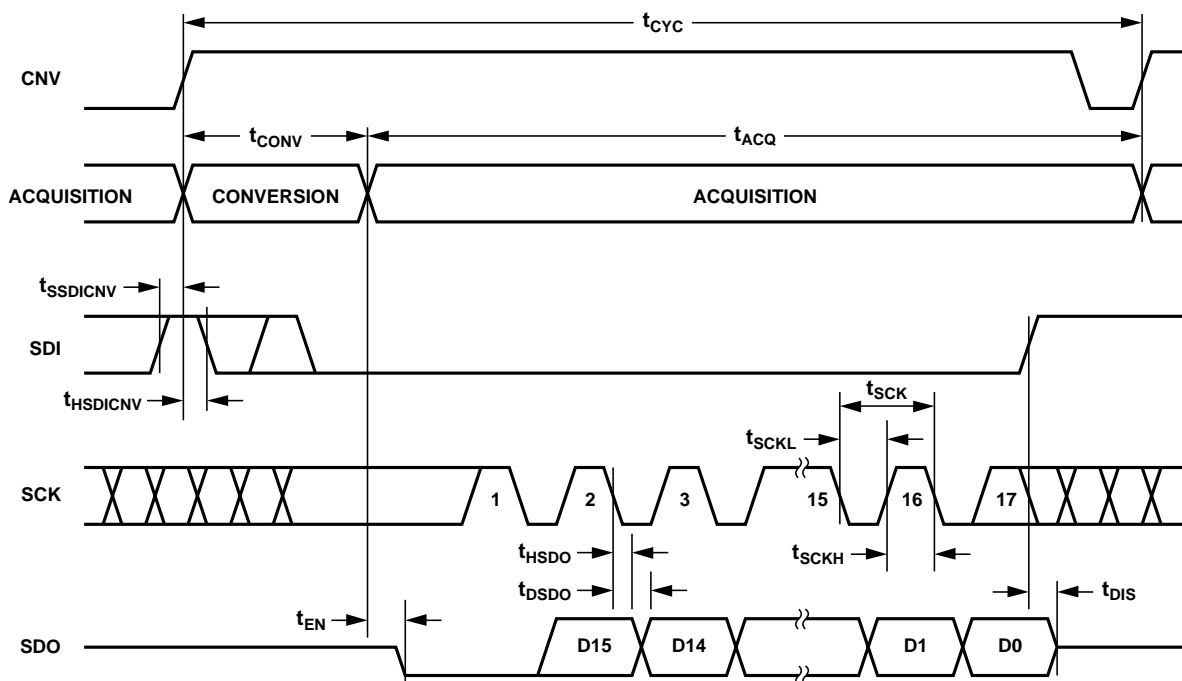 tCYC
CNV
tCONV
tACQ
ACQUISITION
CONVERSION
ACQUISITION
tSSDICNV
SDI
tHSDICNV
tSCK
tSCKL
SCK
1
2
3
15
16
17
tHSDO
tSCKH
tDSDO
tDIS
tEN
SDO
D15
D14
D1
D0